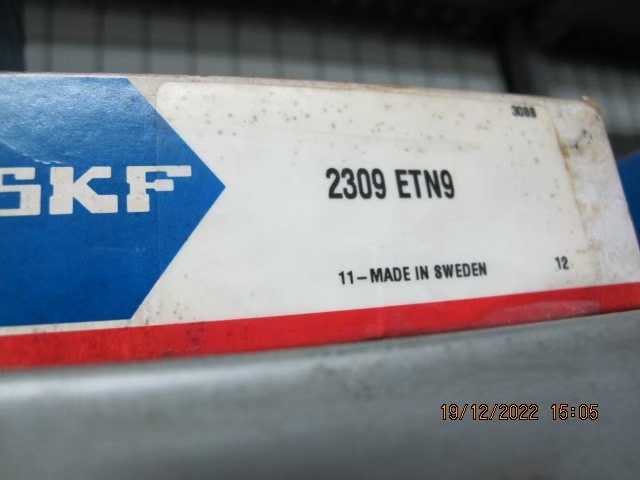 3088
SKF
2309 ETN9
11-MADE IN SWEDEN
12
19/12/2022 15:05